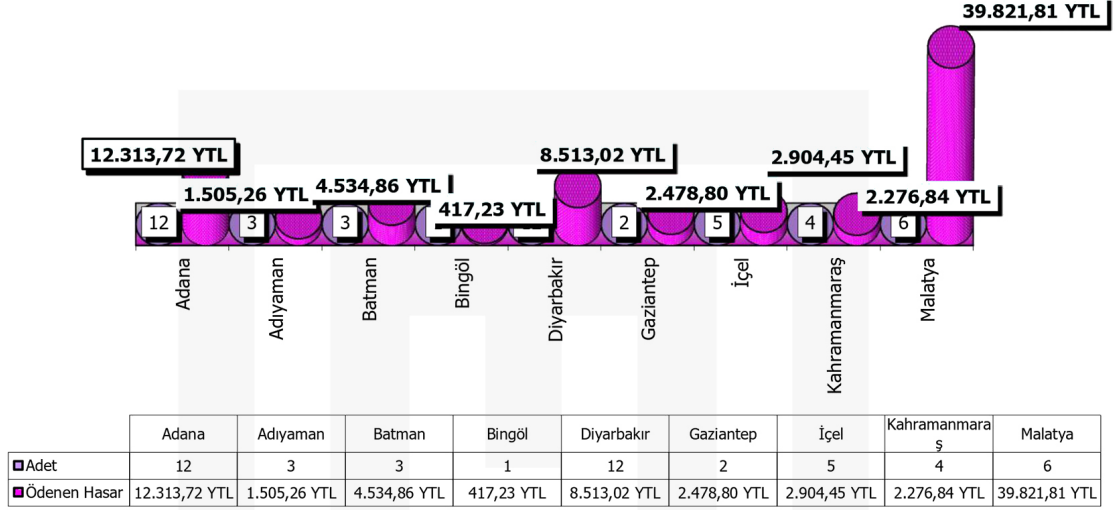 39.821,81 YTL
12.313,72 YTL
8.513,02 YTL
2.904,45 YTL
1.505,26 YTL
4.534,86 YTL
417,23 YTL
2.478,80 YTL
2.276,84 YTL
12
3
3
2
5
4
6
Adana
Adıyaman
Batman
Bingöl
Diyarbakır
Gaziantep
İçel
Kahramanmaraş
Malatya
Adana Adıyaman Batman Bingöl Diyarbakır Gaziantep İçel Kahramanmara Malatya
ş
Adet 12 3 3 1 12 2 5 4 6
Ödenen Hasar 12.313,72 YTL 1.505,26 YTL 4.534,86 YTL 417,23 YTL 8.513,02 YTL 2.478,80 YTL 2.904,45 YTL 2.276,84 YTL 39.821,81 YTL